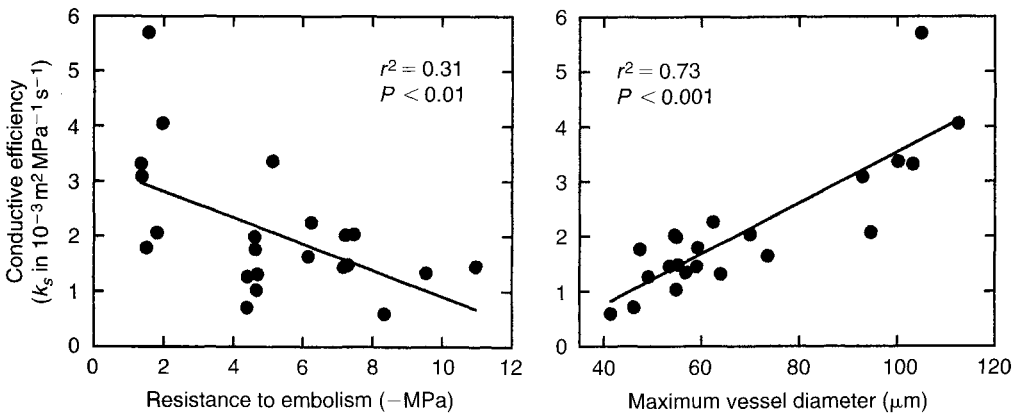 Conductive efficiency
(kₛ in 10⁻³ m² MPa⁻¹ s⁻¹)
6
5
4
3
2
1
0
r² = 0.31
P < 0.01
0 2 4 6 8 10 12
Resistance to embolism (−MPa)
6
5
4
3
2
1
0
r² = 0.73
P < 0.001
40 60 80 100 120
Maximum vessel diameter (μm)